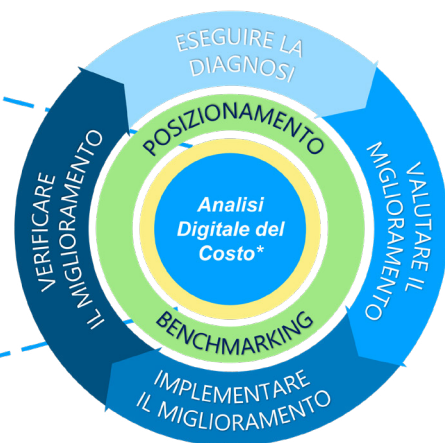 ESEGUIRE LA
DIAGNOSI
VALUTARE IL
MIGLIORAMENTO
IMPLEMENTARE
IL MIGLIORAMENTO
VERIFICARE
IL MIGLIORAMENTO
POSIZIONAMENTO
Analisi
Digitale del
Costo*
BENCHMARKING